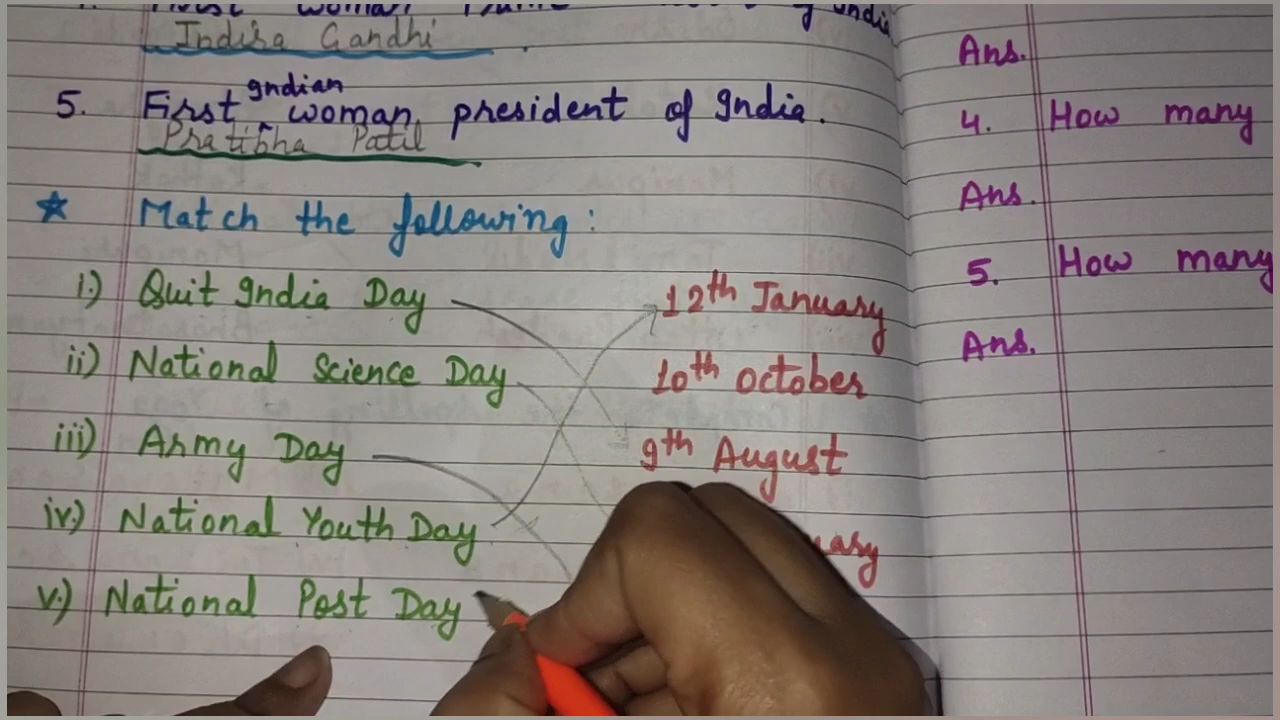 Indira Gandhi
5. First Indian woman president of India.
Pratibha Patil
Match the following:
i) Quit India Day
12th January
ii) National Science Day
10th October
iii) Army Day
9th August
iv) National Youth Day
v) National Post Day
Ans.
4. How many
Ans.
5. How many
Ans.